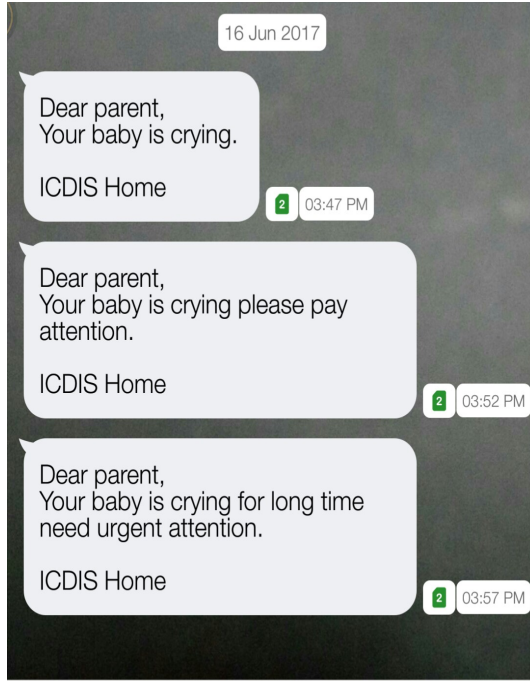 16 Jun 2017
Dear parent,
Your baby is crying.
ICDIS Home
2 03:47 PM
Dear parent,
Your baby is crying please pay
attention.
ICDIS Home
2 03:52 PM
Dear parent,
Your baby is crying for long time
need urgent attention.
ICDIS Home
2 03:57 PM